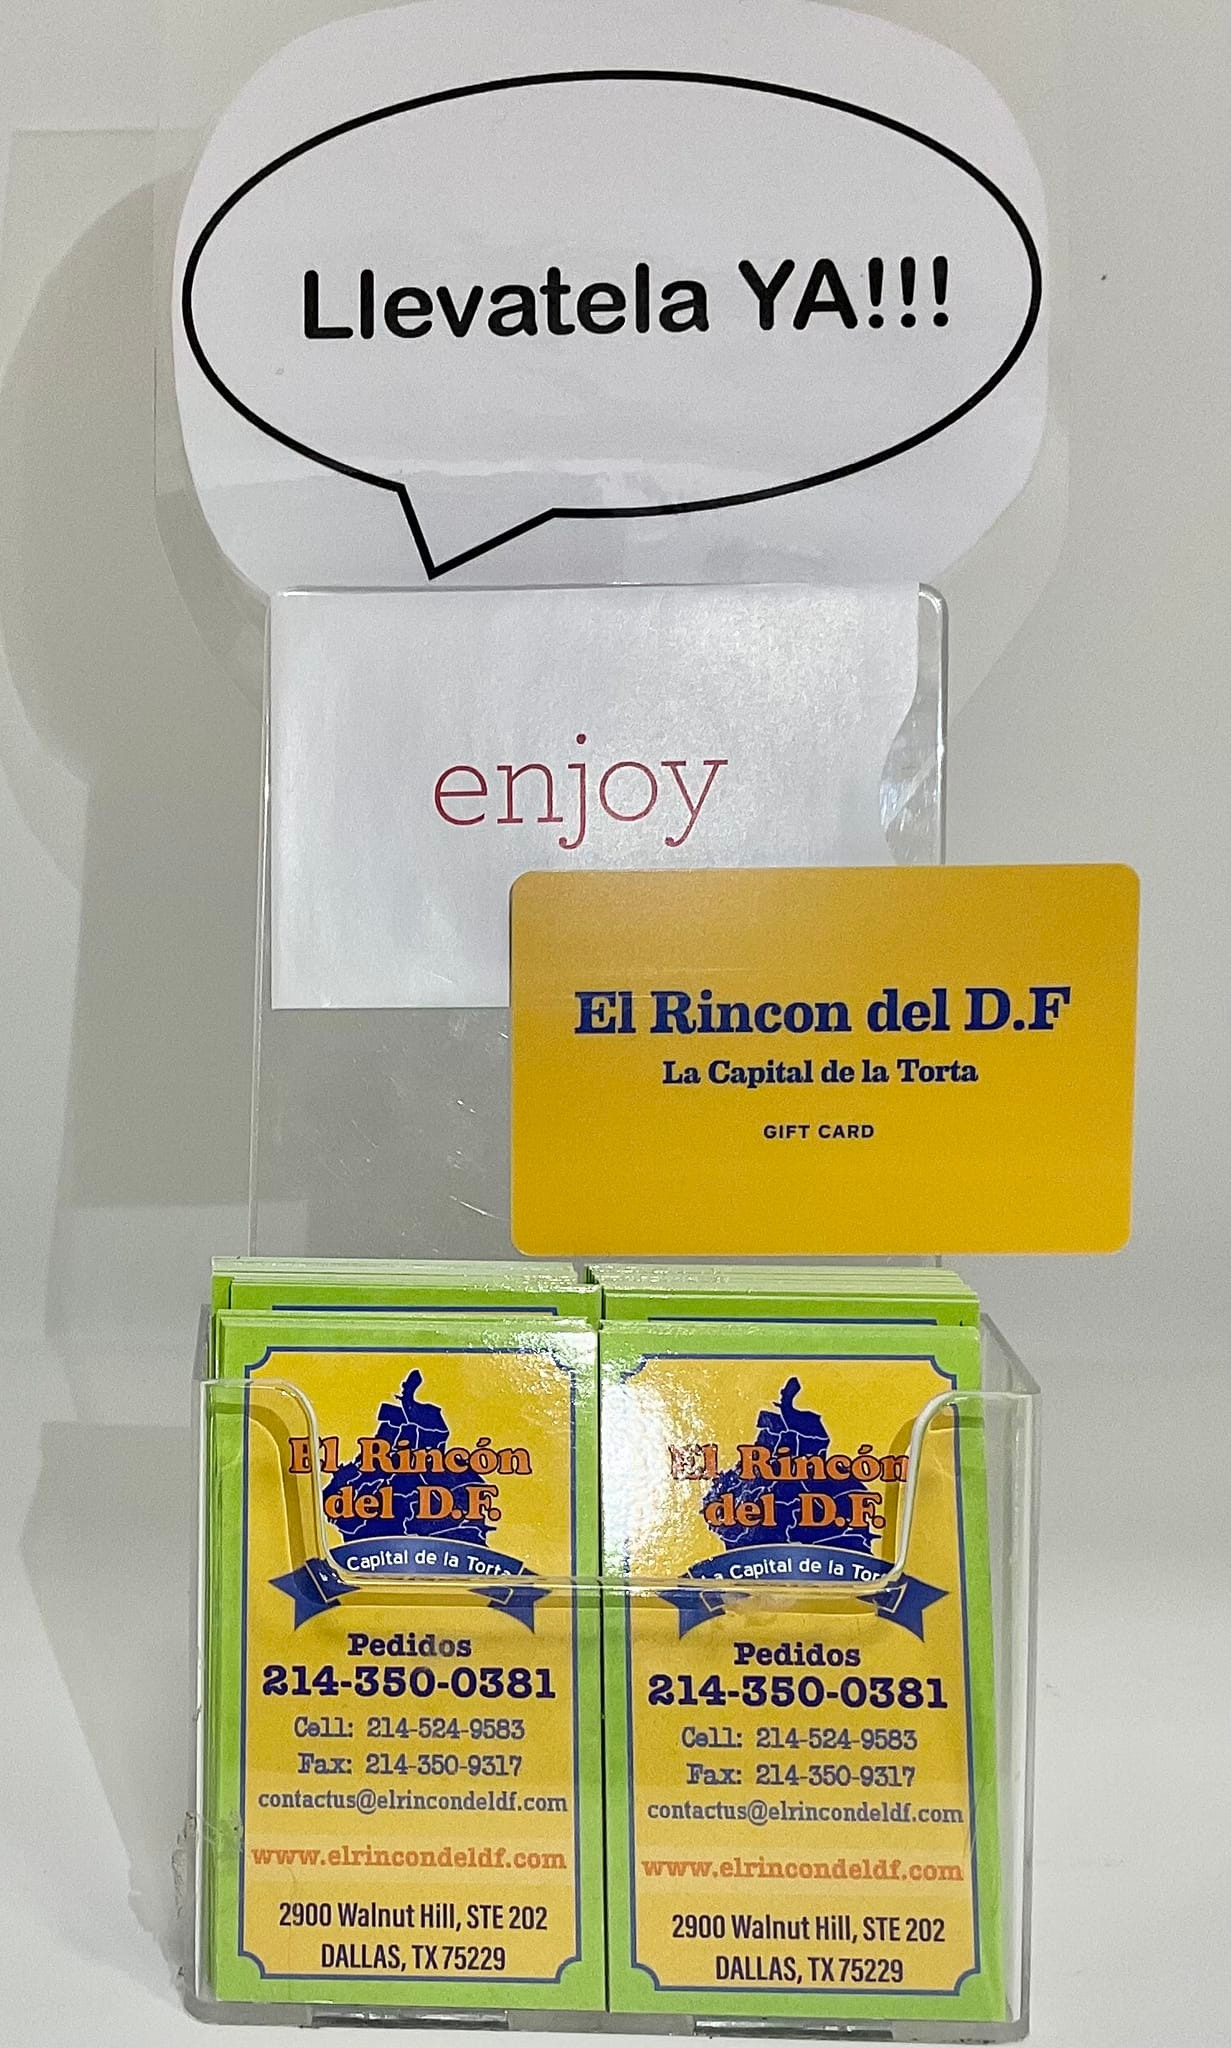 Llevatela YA!!!
enjoy
El Rincon del D.F
La Capital de la Torta
GIFT CARD
El Rincón
del D.F.
Capital de la Torta
Pedidos
214-350-0381
Cell: 214-524-9583
Fax: 214-350-9317
contactus@elrincondeldf.com
www.elrincondeldf.com
2900 Walnut Hill, STE 202
DALLAS, TX 75229
El Rincón
del D.F.
La Capital de la
Pedidos
214-350-0381
Cell: 214-524-9583
Fax: 214-350-9317
contactus@elrincondeldf.com
www.elrincondeldf.com
2900 Walnut Hill, STE 202
DALLAS, TX 75229